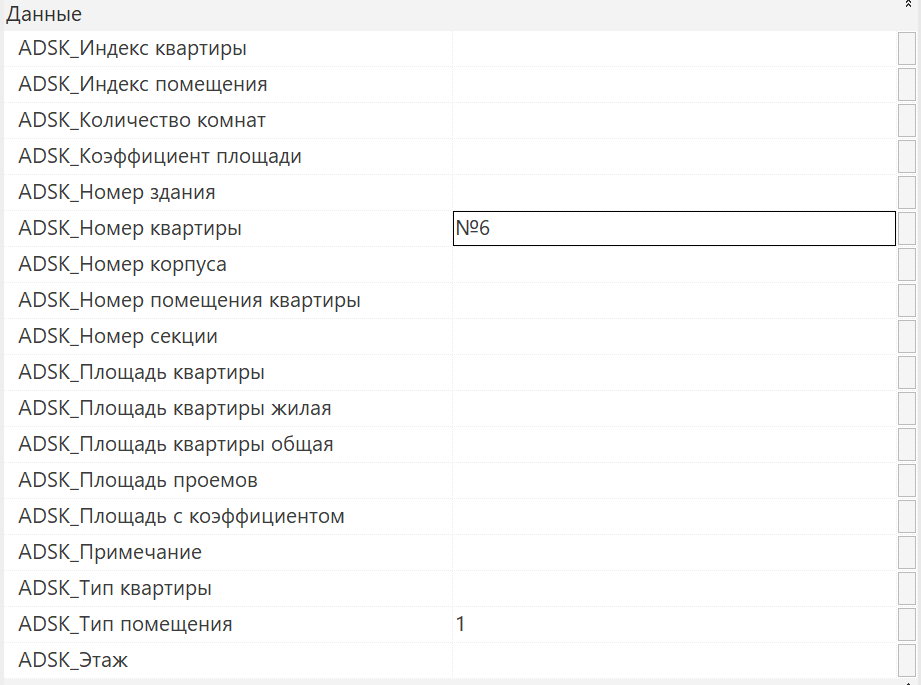 Данные
ADSK_Индекс квартиры
ADSK_Индекс помещения
ADSK_Количество комнат
ADSK_Коэффициент площади
ADSK_Номер здания
ADSK_Номер квартиры №6
ADSK_Номер корпуса
ADSK_Номер помещения квартиры
ADSK_Номер секции
ADSK_Площадь квартиры
ADSK_Площадь квартиры жилая
ADSK_Площадь квартиры общая
ADSK_Площадь проемов
ADSK_Площадь с коэффициентом
ADSK_Примечание
ADSK_Тип квартиры
ADSK_Тип помещения 1
ADSK_Этаж